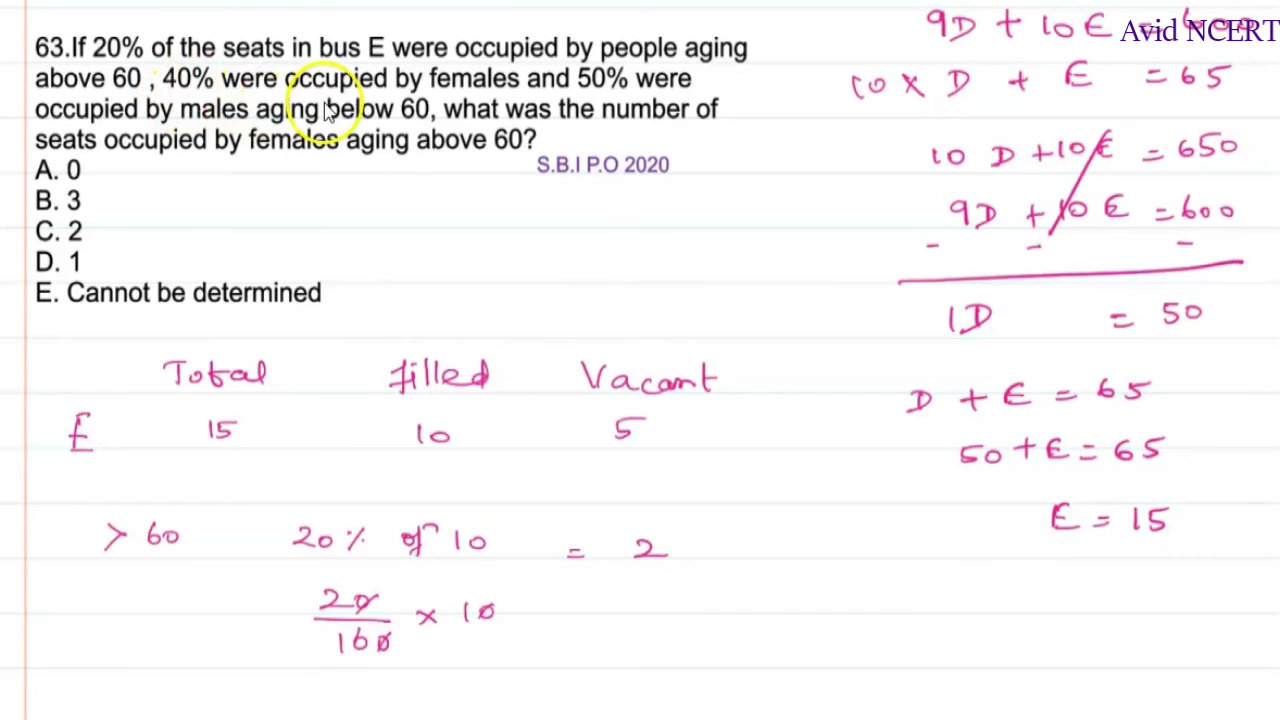 9D + 10E = 600
Avid NCERT
63.If 20% of the seats in bus E were occupied by people aging
above 60 , 40% were occupied by females and 50% were
occupied by males aging below 60, what was the number of
seats occupied by females aging above 60?
S.B.I P.O 2020
A. 0
B. 3
C. 2
D. 1
E. Cannot be determined
10 X D + E = 65
10 D + 10 E = 650
9D + 10 E = 600
- - -
1D = 50
D + E = 65
50 + E = 65
E = 15
Total filled Vacant
E 15 10 5
> 60 20% of 10 = 2
20/100 x 10